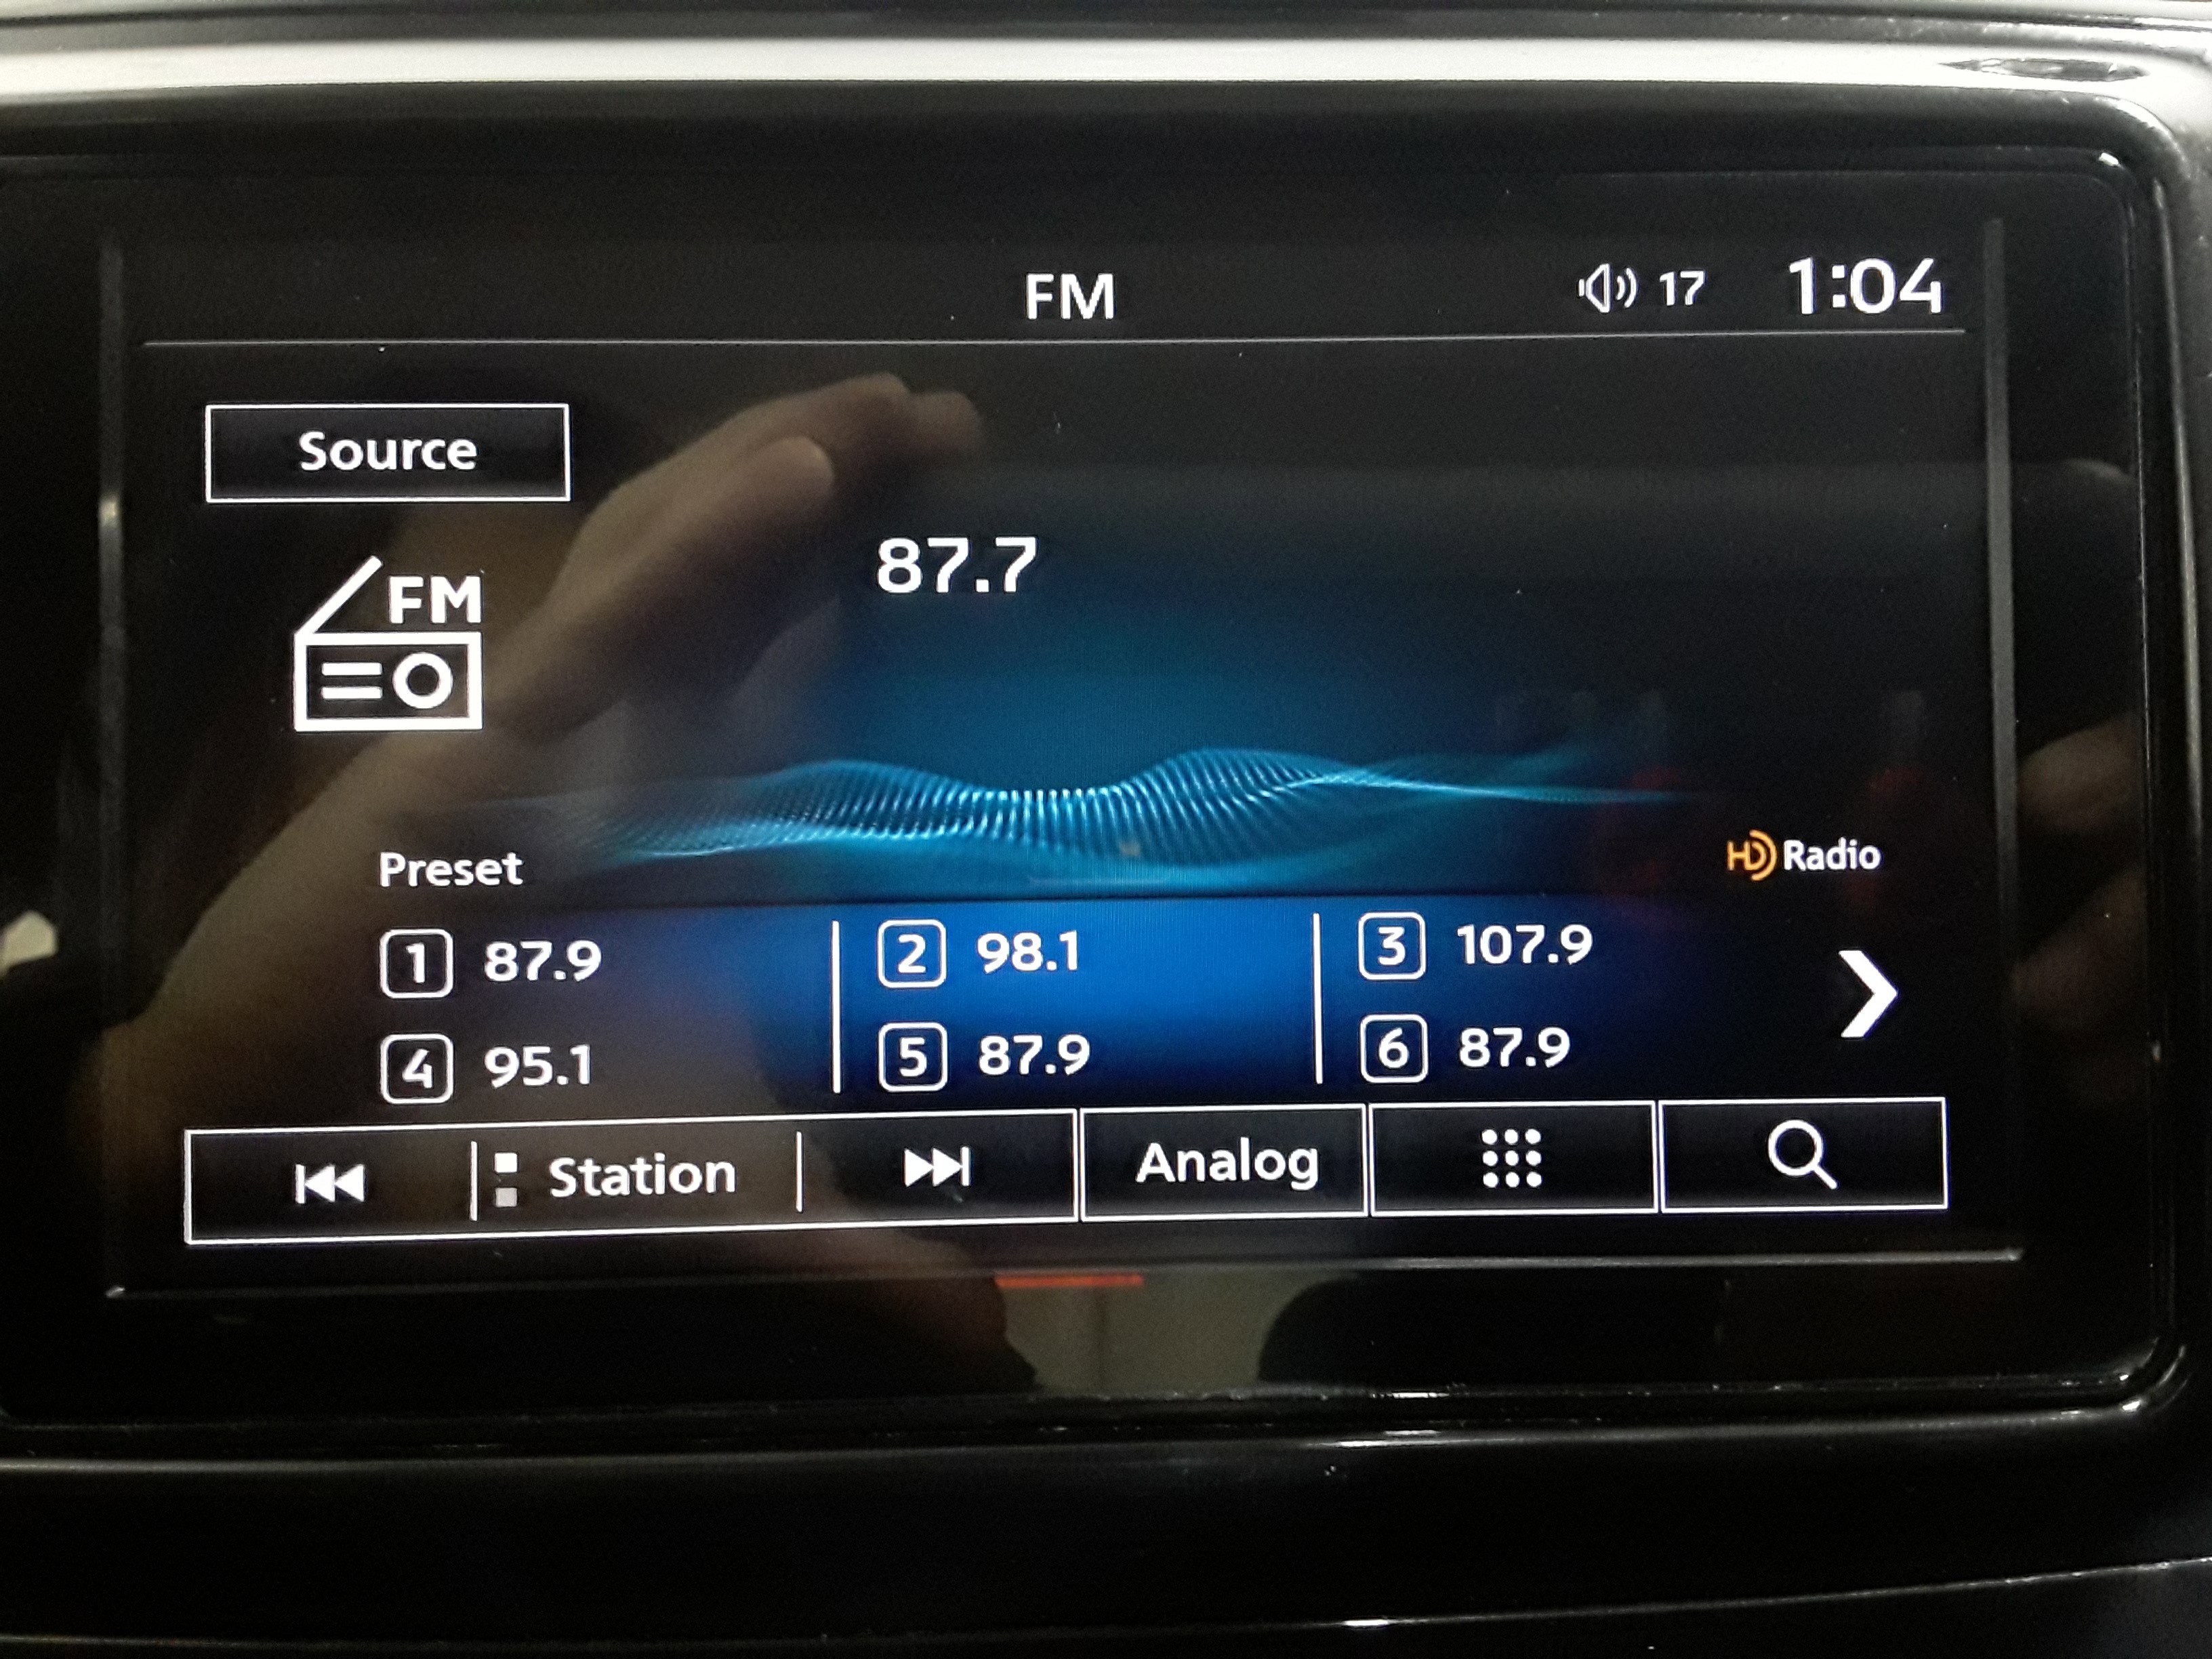 FM 17 1:04
Source
FM
87.7
Preset
HD Radio
1 87.9 2 98.1 3 107.9
4 95.1 5 87.9 6 87.9
Station Analog